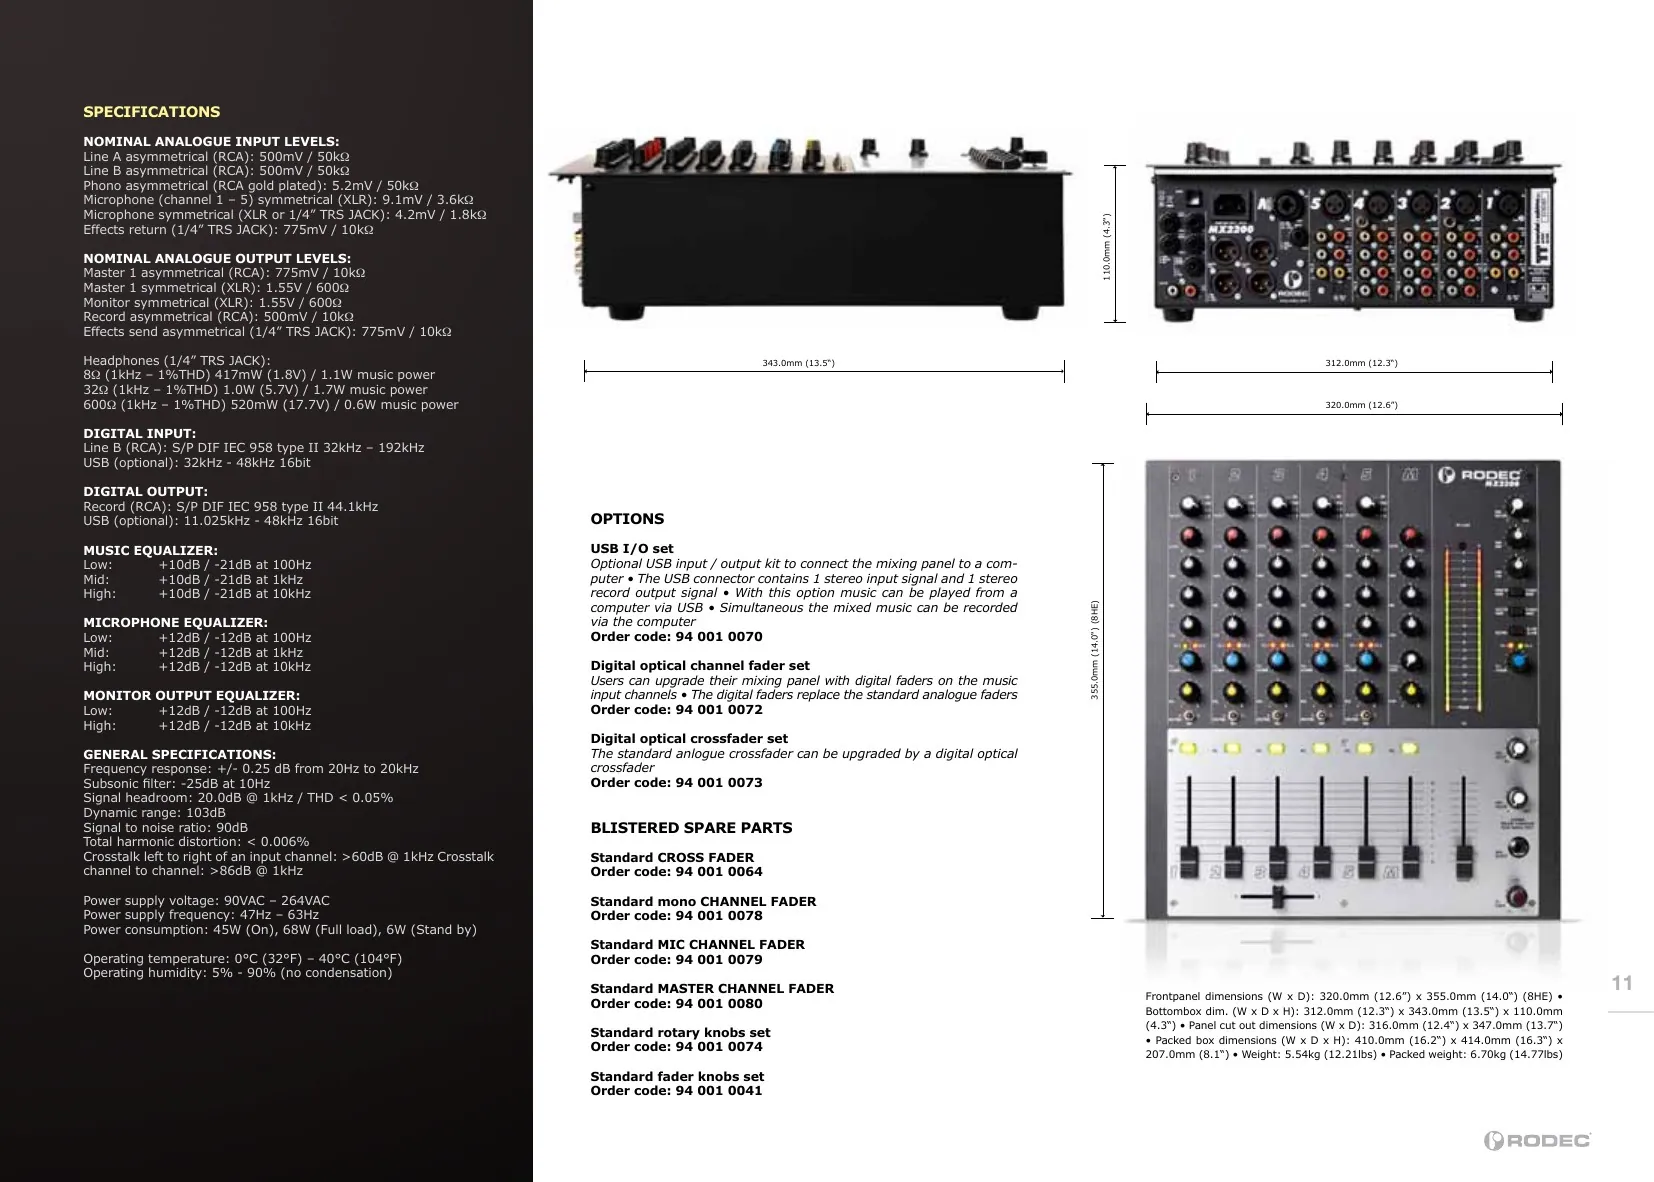 SPECIFICATIONS
NOMINAL ANALOGUE INPUT LEVELS:
Line A asymmetrical (RCA): 500mV / 50kΩ
Line B asymmetrical (RCA): 500mV / 50kΩ
Phono asymmetrical (RCA gold plated): 5.2mV / 50kΩ
Microphone (channel 1 – 5) symmetrical (XLR): 9.1mV / 3.6kΩ
Microphone symmetrical (XLR or 1/4” TRS JACK): 4.2mV / 1.8kΩ
Effects return (1/4” TRS JACK): 775mV / 10kΩ
NOMINAL ANALOGUE OUTPUT LEVELS:
Master 1 asymmetrical (RCA): 775mV / 10kΩ
Master 1 symmetrical (XLR): 1.55V / 600Ω
Monitor symmetrical (XLR): 1.55V / 600Ω
Record asymmetrical (RCA): 500mV / 10kΩ
Effects send asymmetrical (1/4” TRS JACK): 775mV / 10kΩ
Headphones (1/4” TRS JACK):
8Ω (1kHz – 1%THD) 417mW (1.8V) / 1.1W music power
32Ω (1kHz – 1%THD) 1.0W (5.7V) / 1.7W music power
600Ω (1kHz – 1%THD) 520mW (17.7V) / 0.6W music power
DIGITAL INPUT:
Line B (RCA): S/P DIF IEC 958 type II 32kHz – 192kHz
USB (optional): 32kHz - 48kHz 16bit
DIGITAL OUTPUT:
Record (RCA): S/P DIF IEC 958 type II 44.1kHz
USB (optional): 11.025kHz - 48kHz 16bit
MUSIC EQUALIZER:
Low: +10dB / -21dB at 100Hz
Mid: +10dB / -21dB at 1kHz
High: +10dB / -21dB at 10kHz
MICROPHONE EQUALIZER:
Low: +12dB / -12dB at 100Hz
Mid: +12dB / -12dB at 1kHz
High: +12dB / -12dB at 10kHz
MONITOR OUTPUT EQUALIZER:
Low: +12dB / -12dB at 100Hz
High: +12dB / -12dB at 10kHz
GENERAL SPECIFICATIONS:
Frequency response: +/- 0.25 dB from 20Hz to 20kHz
Subsonic filter: -25dB at 10Hz
Signal headroom: 20.0dB @ 1kHz / THD < 0.05%
Dynamic range: 103dB
Signal to noise ratio: 90dB
Total harmonic distortion: < 0.006%
Crosstalk left to right of an input channel: >60dB @ 1kHz Crosstalk
channel to channel: >86dB @ 1kHz
Power supply voltage: 90VAC – 264VAC
Power supply frequency: 47Hz – 63Hz
Power consumption: 45W (On), 68W (Full load), 6W (Stand by)
Operating temperature: 0°C (32°F) – 40°C (104°F)
Operating humidity: 5% - 90% (no condensation)
343.0mm (13.5“)
110.0mm (4.3“)
5 4 3 2 1
MX2200
RODEC
312.0mm (12.3“)
320.0mm (12.6”)
OPTIONS
USB I/O set
Optional USB input / output kit to connect the mixing panel to a com-
puter • The USB connector contains 1 stereo input signal and 1 stereo
record output signal • With this option music can be played from a
computer via USB • Simultaneous the mixed music can be recorded
via the computer
Order code: 94 001 0070
Digital optical channel fader set
Users can upgrade their mixing panel with digital faders on the music
input channels • The digital faders replace the standard analogue faders
Order code: 94 001 0072
Digital optical crossfader set
The standard anlogue crossfader can be upgraded by a digital optical
crossfader
Order code: 94 001 0073
BLISTERED SPARE PARTS
Standard CROSS FADER
Order code: 94 001 0064
Standard mono CHANNEL FADER
Order code: 94 001 0078
Standard MIC CHANNEL FADER
Order code: 94 001 0079
Standard MASTER CHANNEL FADER
Order code: 94 001 0080
Standard rotary knobs set
Order code: 94 001 0074
Standard fader knobs set
Order code: 94 001 0041
355.0mm (14.0“) (8HE)
1 2 3 4 5 M RODEC
MX2200
1 2 3 4 5 M
Frontpanel dimensions (W x D): 320.0mm (12.6”) x 355.0mm (14.0“) (8HE) •
Bottombox dim. (W x D x H): 312.0mm (12.3“) x 343.0mm (13.5“) x 110.0mm
(4.3“) • Panel cut out dimensions (W x D): 316.0mm (12.4“) x 347.0mm (13.7“)
• Packed box dimensions (W x D x H): 410.0mm (16.2“) x 414.0mm (16.3“) x
207.0mm (8.1“) • Weight: 5.54kg (12.21lbs) • Packed weight: 6.70kg (14.77lbs)
11
RODEC